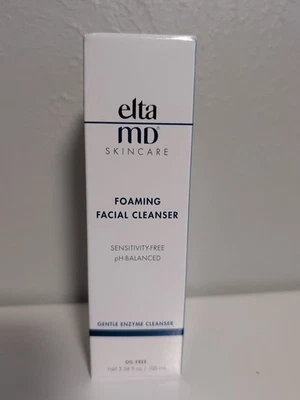 elta
MD®
SKINCARE
FOAMING
FACIAL CLEANSER
SENSITIVITY-FREE
pH-BALANCED
GENTLE ENZYME CLEANSER
OIL-FREE